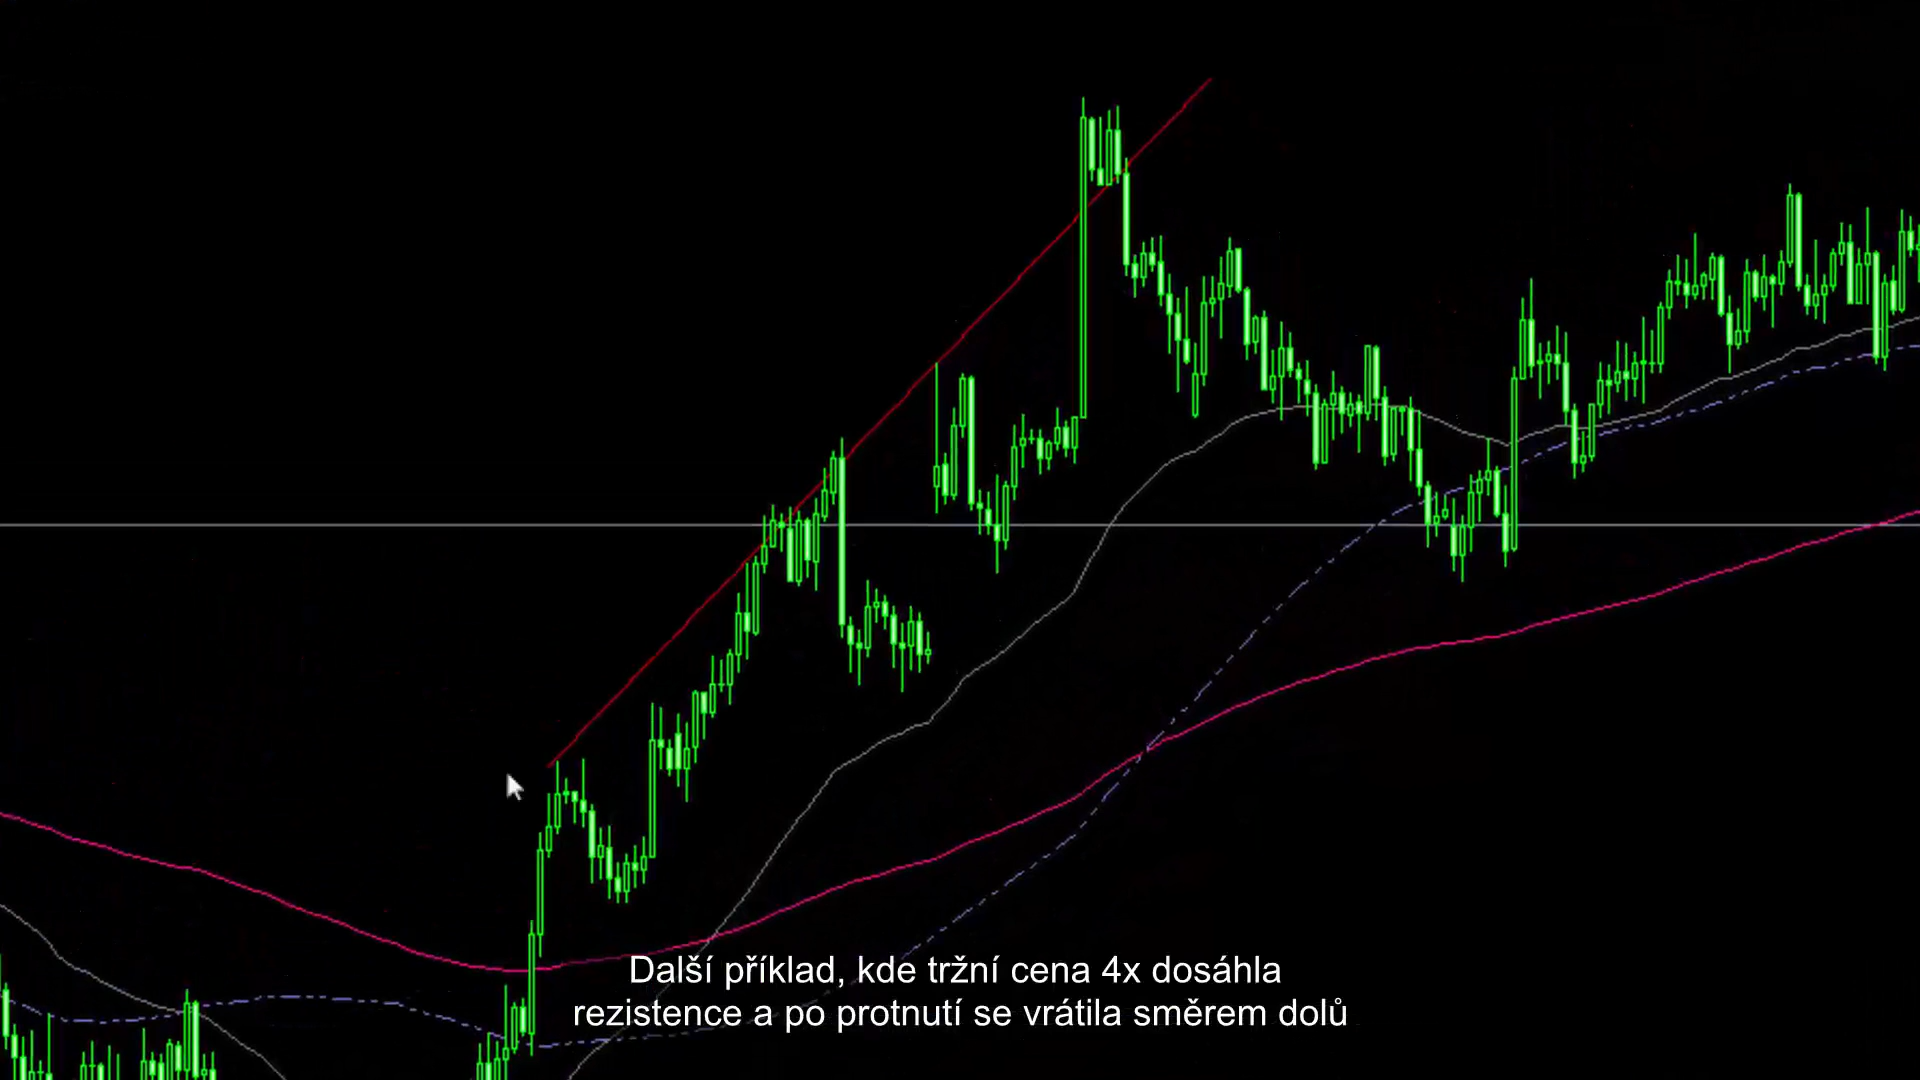 Další příklad, kde tržní cena 4x dosáhla
rezistence a po protnutí se vrátila směrem dolů